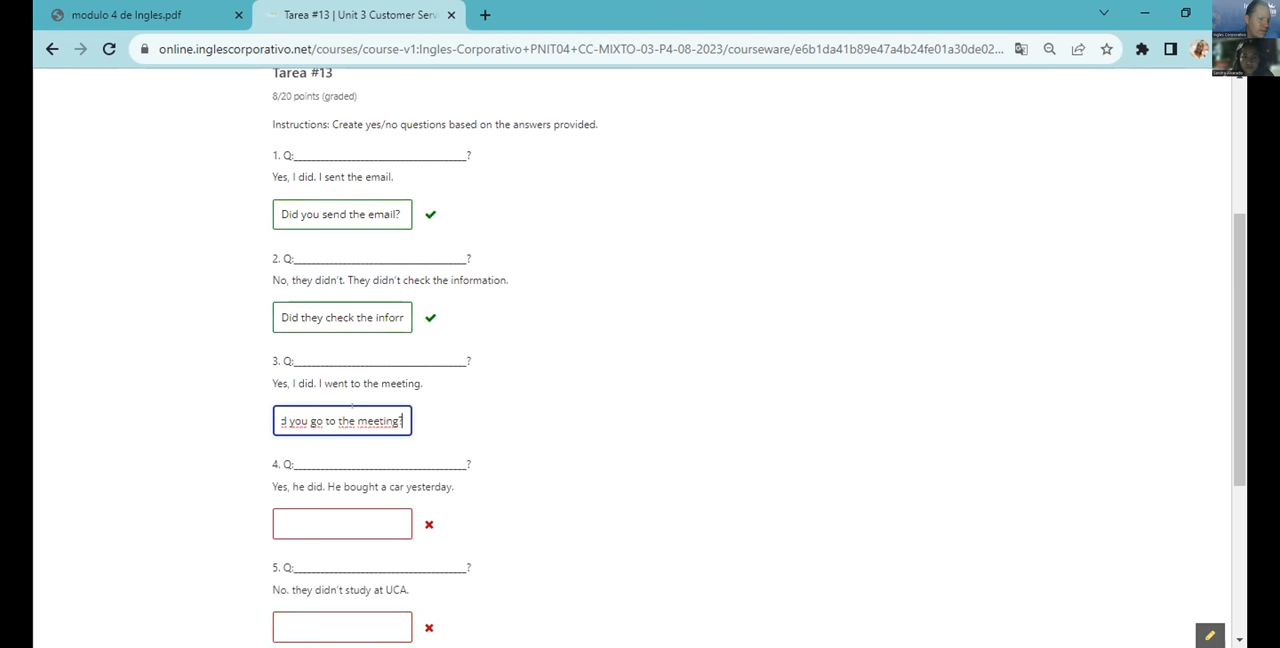 modulo 4 de Ingles.pdf
Tarea #13 | Unit 3 Customer Serv
online.inglescorporativo.net/courses/course-v1:Ingles-Corporativo+PNIT04+CC-MIXTO-03-P4-08-2023/courseware/e6b1da41b89e47a4b24fe01a30de02...
Tarea #13
8/20 points (graded)
Instructions: Create yes/no questions based on the answers provided.
1. Q:___________________________________?
Yes, I did. I sent the email.
Did you send the email?
2. Q:___________________________________?
No, they didn't. They didn't check the information.
Did they check the inforr
3. Q:___________________________________?
Yes, I did. I went to the meeting.
d you go to the meeting?
4. Q:___________________________________?
Yes, he did. He bought a car yesterday.
5. Q:___________________________________?
No. they didn't study at UCA.